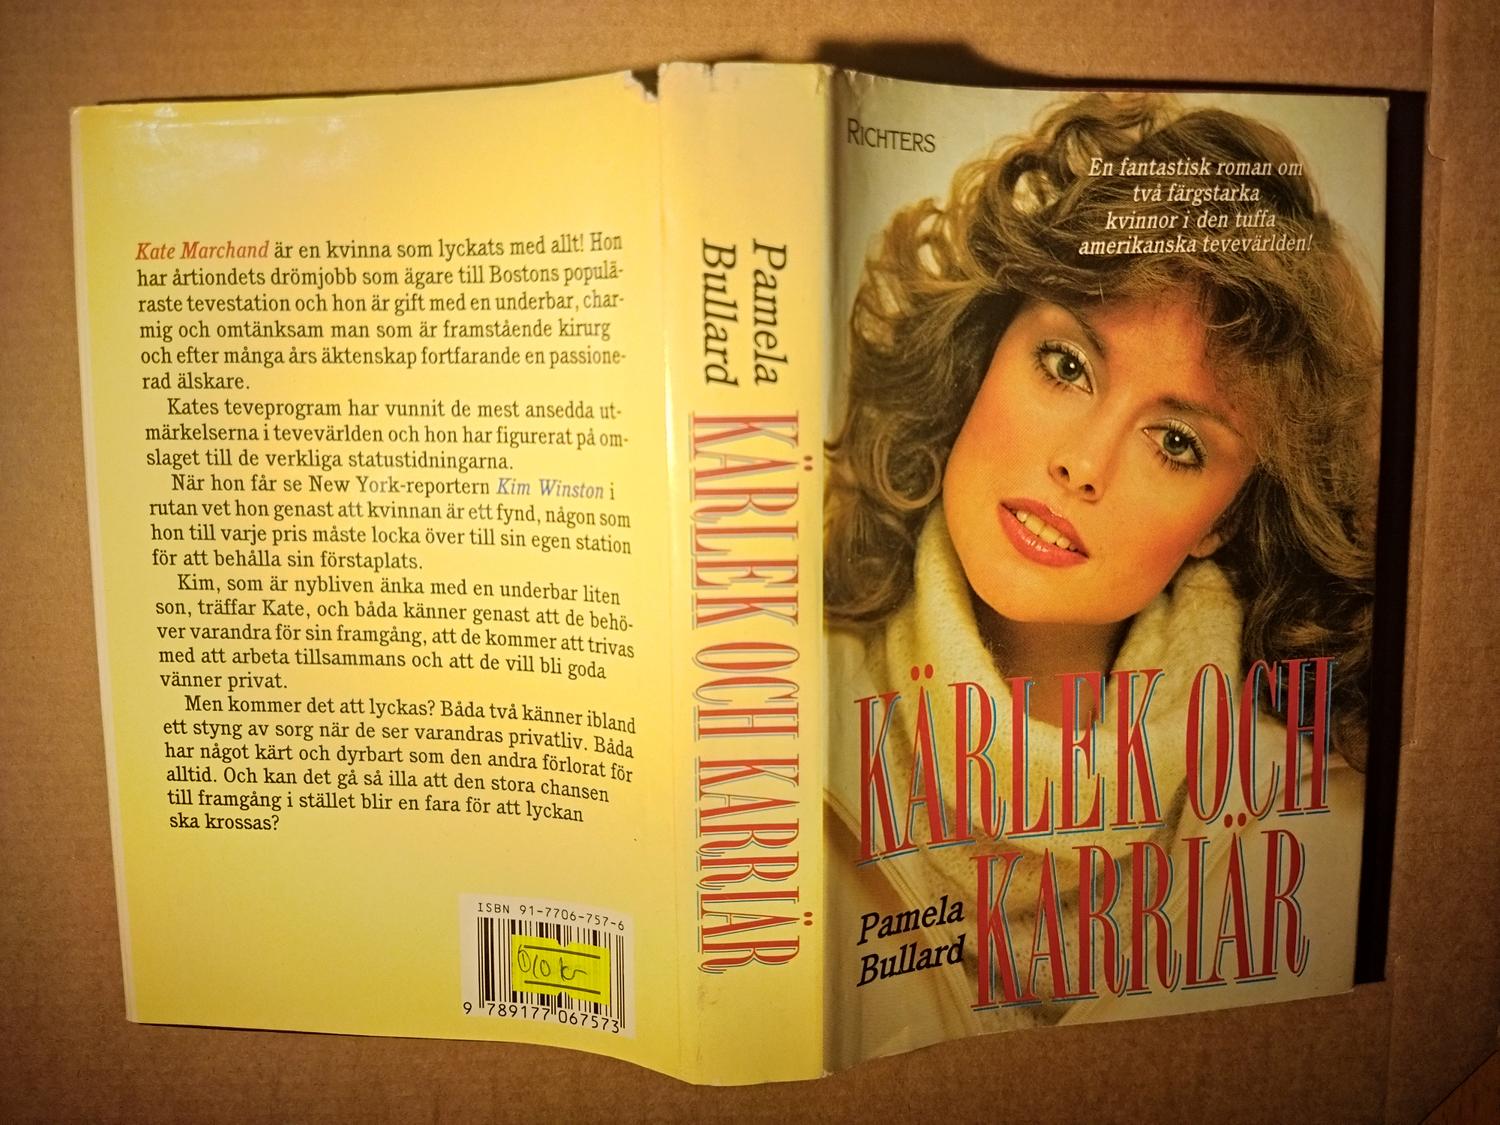 Kate Marchand är en kvinna som lyckats med allt! Hon
har årtiondets drömjobb som ägare till Bostons populä-
raste tevestation och hon är gift med en underbar, char-
mig och omtänksam man som är framstående kirurg
och efter många års äktenskap fortfarande en passione-
rad älskare.
Kates teveprogram har vunnit de mest ansedda ut-
märkelserna i tevevärlden och hon har figurerat på om-
slaget till de verkliga statustidningarna.
När hon får se New York-reportern Kim Winston i
rutan vet hon genast att kvinnan är ett fynd, någon som
hon till varje pris måste locka över till sin egen station
för att behålla sin förstaplats.
Kim, som är nybliven änka med en underbar liten
son, träffar Kate, och båda känner genast att de behö-
ver varandra för sin framgång, att de kommer att trivas
med att arbeta tillsammans och att de vill bli goda
vänner privat.
Men kommer det att lyckas? Båda två känner ibland
ett styng av sorg när de ser varandras privatliv. Båda
har något kärt och dyrbart som den andra förlorat för
alltid. Och kan det gå så illa att den stora chansen
till framgång i stället blir en fara för att lyckan
ska krossas?
ISBN 91-7706-757-6
10 kr
9 789177 067573
Pamela
Bullard
KÄRLEK OCH KARRIÄR
RICHTERS
En fantastisk roman om
två färgstarka
kvinnor i den tuffa
amerikanska tevevärlden!
KÄRLEK OCH
KARRIÄR
Pamela
Bullard